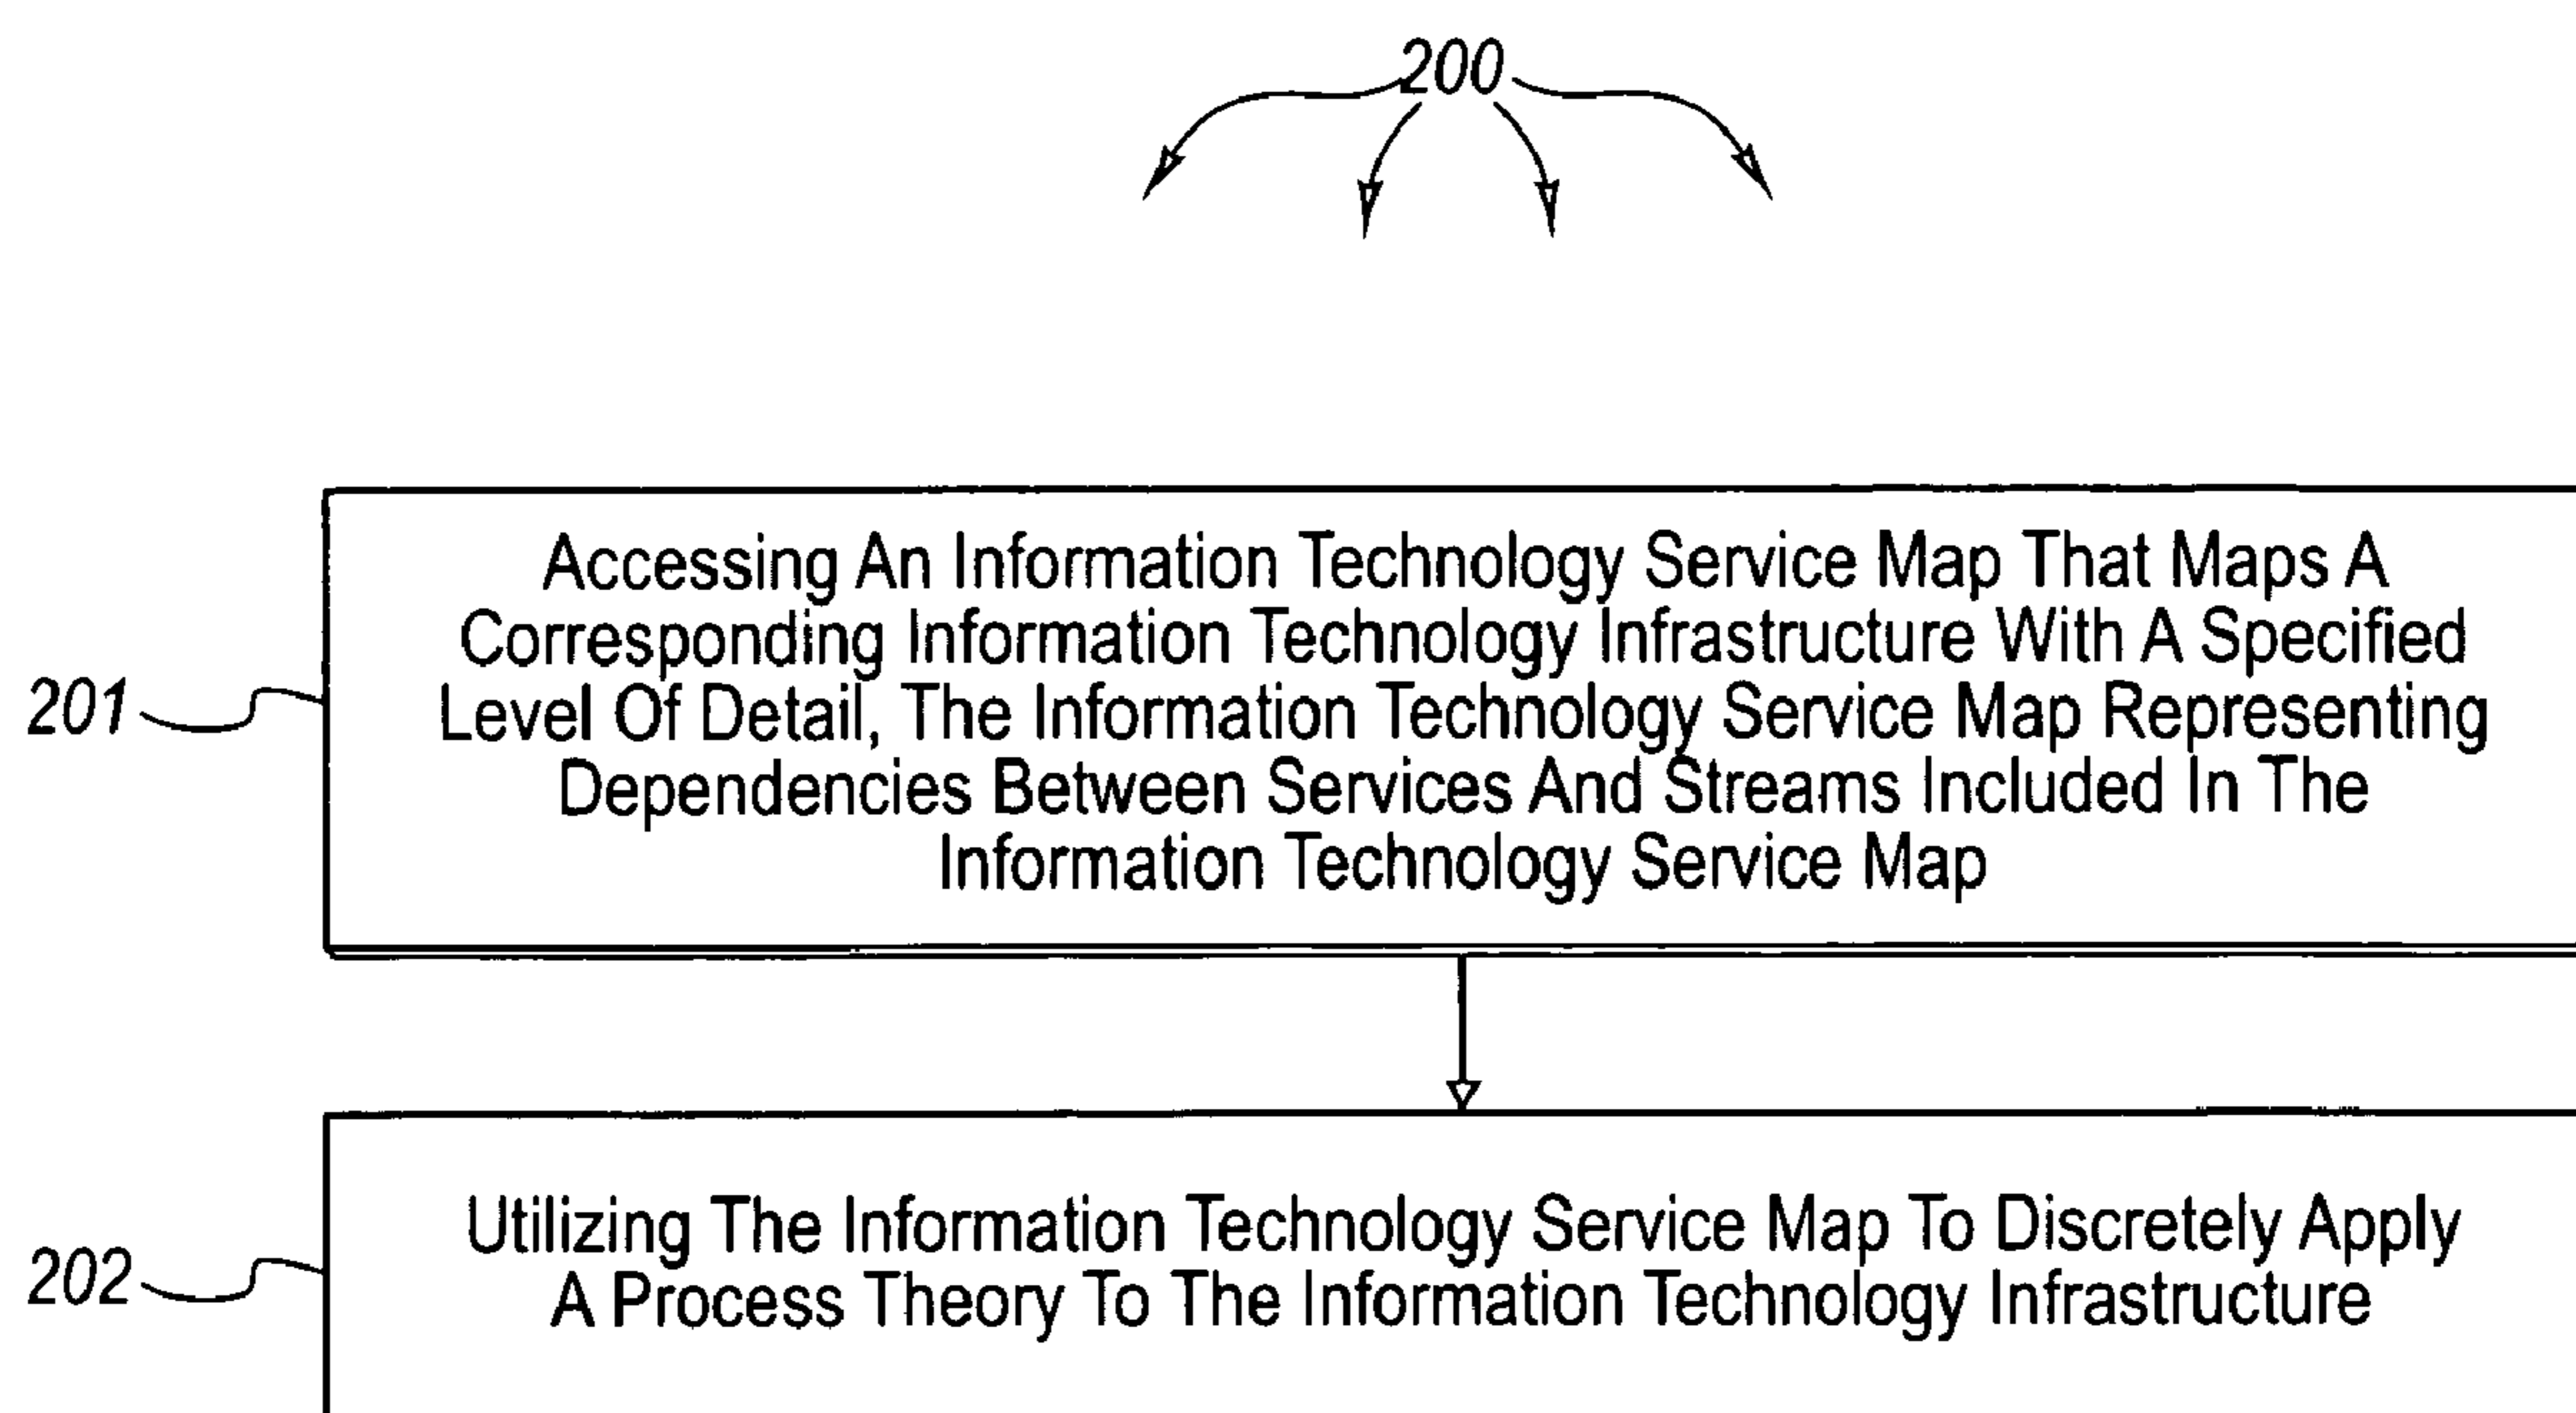 200
Accessing An Information Technology Service Map That Maps A
Corresponding Information Technology Infrastructure With A Specified
Level Of Detail, The Information Technology Service Map Representing
Dependencies Between Services And Streams Included In The
Information Technology Service Map
201
Utilizing The Information Technology Service Map To Discretely Apply
A Process Theory To The Information Technology Infrastructure
202